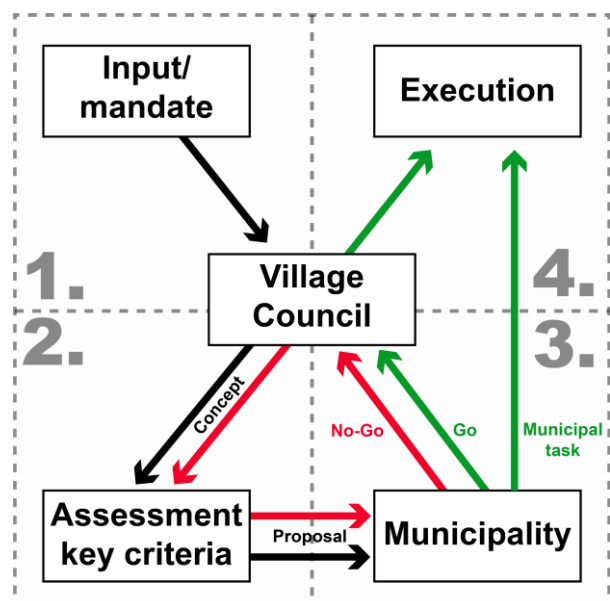 Input/
mandate
Execution
1.
Village
Council
4.
2.
3.
Concept
No-Go
Go
Municipal
task
Assessment
key criteria
Proposal
Municipality